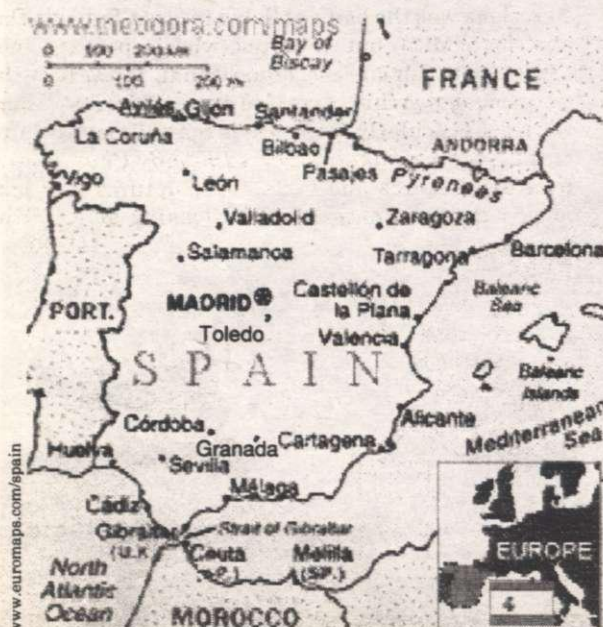 www.theodora.com/maps
0 100 200 km
0 100 200
Bay of
Biscay
FRANCE
Avilés Gijon
Santander
La Coruña
Bilbao
ANDORRA
Pasajes
Pyrenees
Vigo
León
Valladolid
Zaragoza
Salamanca
Tarragona
Barcelona
MADRID
Castellón de
la Plana
Balearic
Sea
PORT.
Toledo
Valencia
SPAIN
Balearic
Islands
Alicante
Mediterranean
Sea
Córdoba
Granada
Cartagena
Huelva
Sevilla
Málaga
Cádiz
Gibraltar
(U.K
Strait of Gibraltar
Ceuta
Melilla
(SP.)
North
Atlantic
Ocean
MOROCCO
EUROPE
4
www.euromaps.com/spain